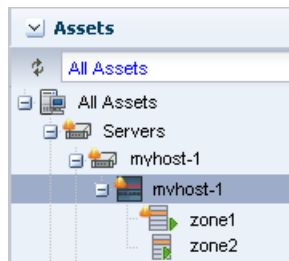 Assets
All Assets
All Assets
Servers
myhost-1
myhost-1
zone1
zone2